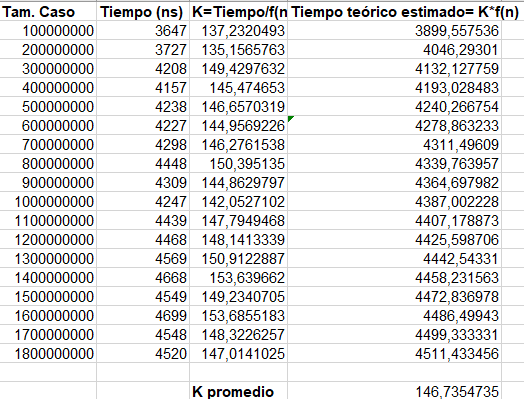 Tam. Caso Tiempo (ns) K=Tiempo/f(n Tiempo teórico estimado= K*f(n)
100000000 3647 137,2320493 3899,557536
200000000 3727 135,1565763 4046,29301
300000000 4208 149,4297632 4132,127759
400000000 4157 145,474653 4193,028483
500000000 4238 146,6570319 4240,266754
600000000 4227 144,9569226 4278,863233
700000000 4298 146,2761538 4311,49609
800000000 4448 150,395135 4339,763957
900000000 4309 144,8629797 4364,697982
1000000000 4247 142,0527102 4387,002228
1100000000 4439 147,7949468 4407,178873
1200000000 4468 148,1413339 4425,598706
1300000000 4569 150,9122887 4442,54331
1400000000 4668 153,639662 4458,231563
1500000000 4549 149,2340705 4472,836978
1600000000 4699 153,6855183 4486,49943
1700000000 4548 148,3226257 4499,333331
1800000000 4520 147,0141025 4511,433456
K promedio 146,7354735